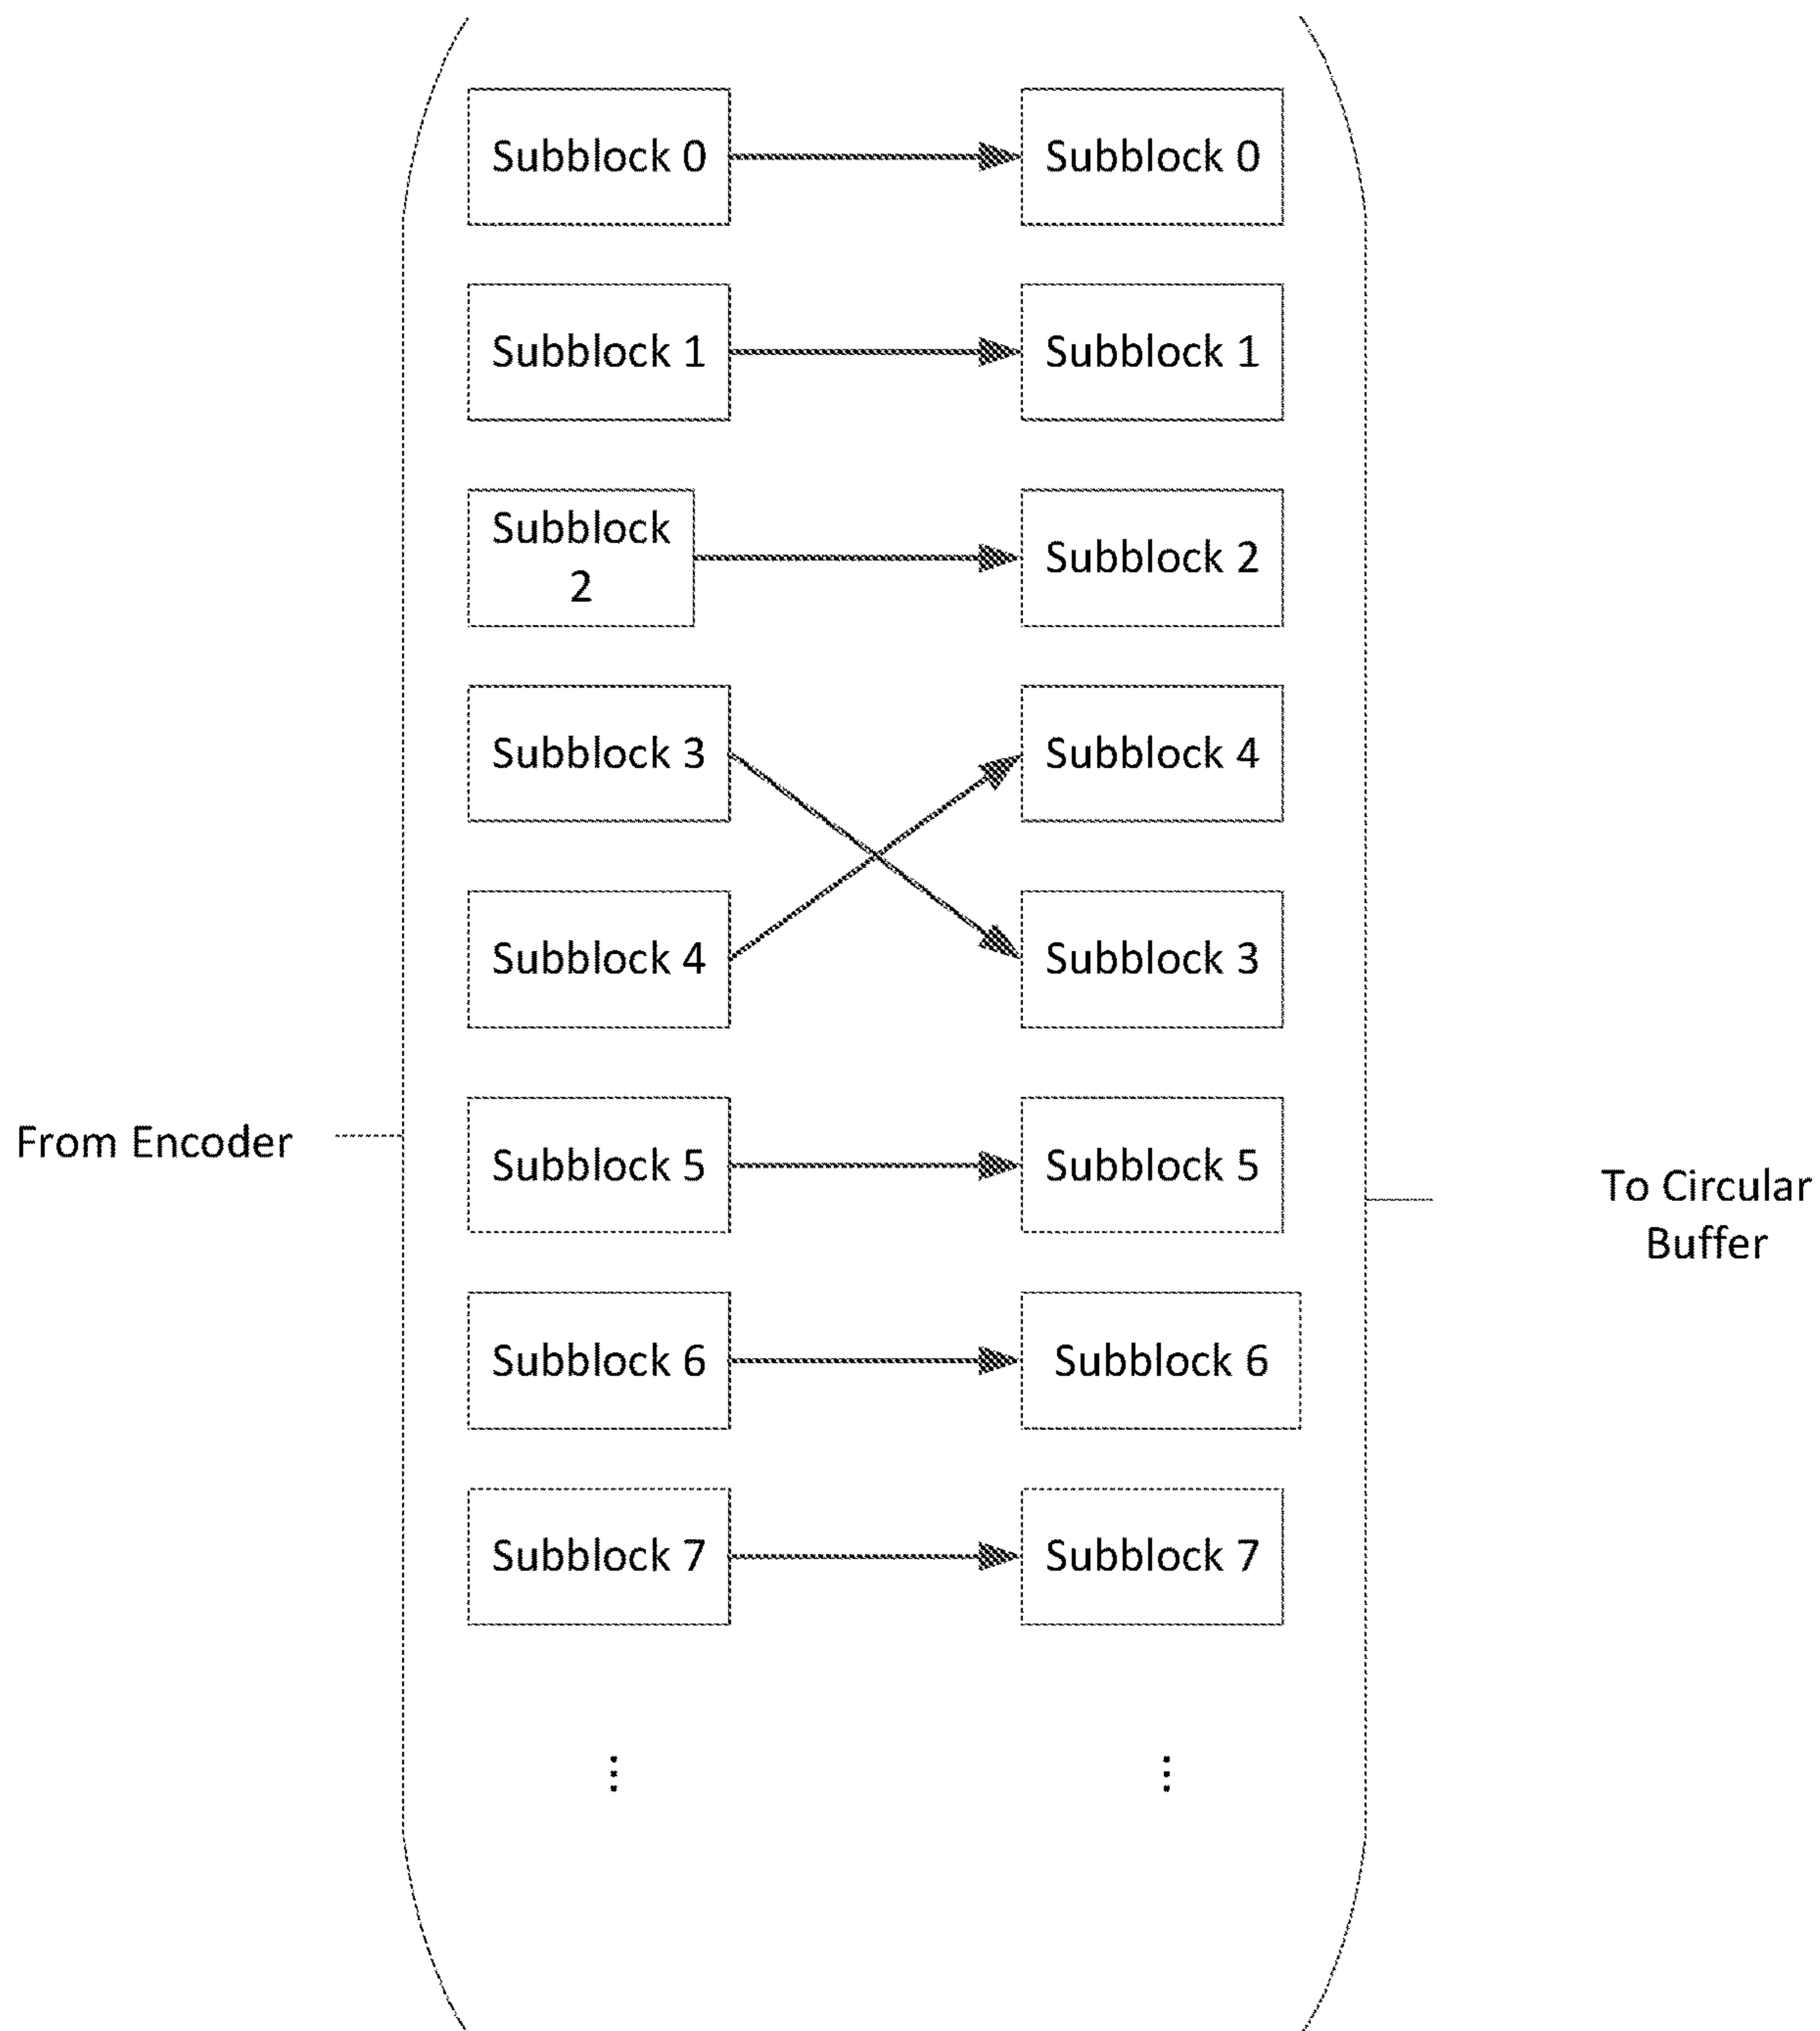 Subblock 0
Subblock 0
Subblock 1
Subblock 1
Subblock
2
Subblock 2
Subblock 3
Subblock 4
Subblock 4
Subblock 3
From Encoder
Subblock 5
Subblock 5
To Circular
Buffer
Subblock 6
Subblock 6
Subblock 7
Subblock 7
⋮
⋮